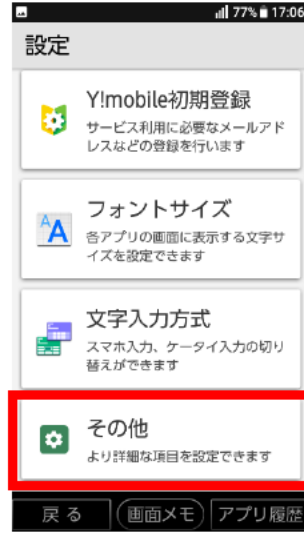 77% 17:06
設定
Y!mobile初期登録
サービス利用に必要なメールアド
レスなどの登録を行います
フォントサイズ
各アプリの画面に表示する文字サ
イズを設定できます
文字入力方式
スマホ入力、ケータイ入力の切り
替えができます
その他
より詳細な項目を設定できます
戻る 画面メモ アプリ履歴